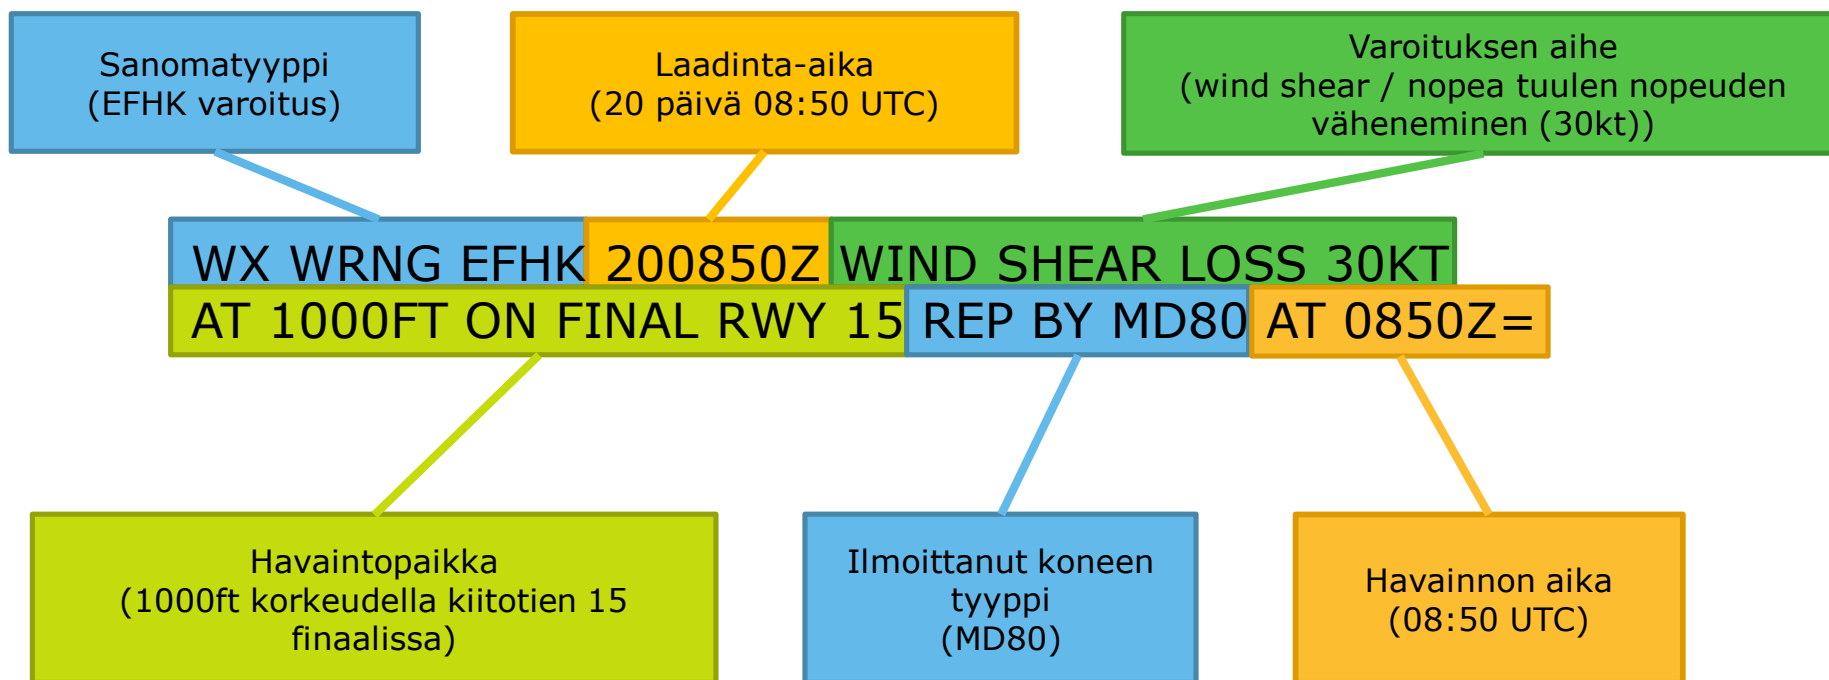 Sanomatyyppi
(EFHK varoitus)
Laadinta-aika
(20 päivä 08:50 UTC)
Varoituksen aihe
(wind shear / nopea tuulen nopeuden
väheneminen (30kt))
WX WRNG EFHK 200850Z WIND SHEAR LOSS 30KT
AT 1000FT ON FINAL RWY 15 REP BY MD80 AT 0850Z=
Havaintopaikka
(1000ft korkeudella kiitotien 15
finaalissa)
Ilmoittanut koneen
tyyppi
(MD80)
Havainnon aika
(08:50 UTC)